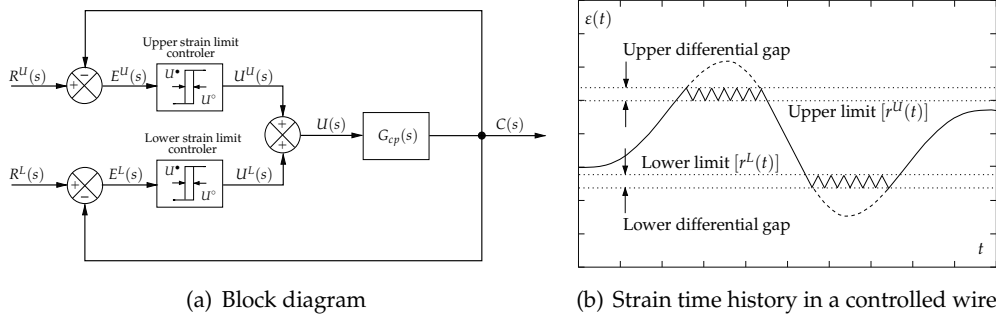 Upper strain limit
controler
R^U(s)
+
−
E^U(s)
U^•
U^○
U^U(s)
+
+
U(s)
G_cp(s)
C(s)
Lower strain limit
controler
R^L(s)
+
−
E^L(s)
U^•
U^○
U^L(s)
(a) Block diagram
ε(t)
Upper differential gap
Upper limit [r^U(t)]
Lower limit [r^L(t)]
Lower differential gap
t
(b) Strain time history in a controlled wire